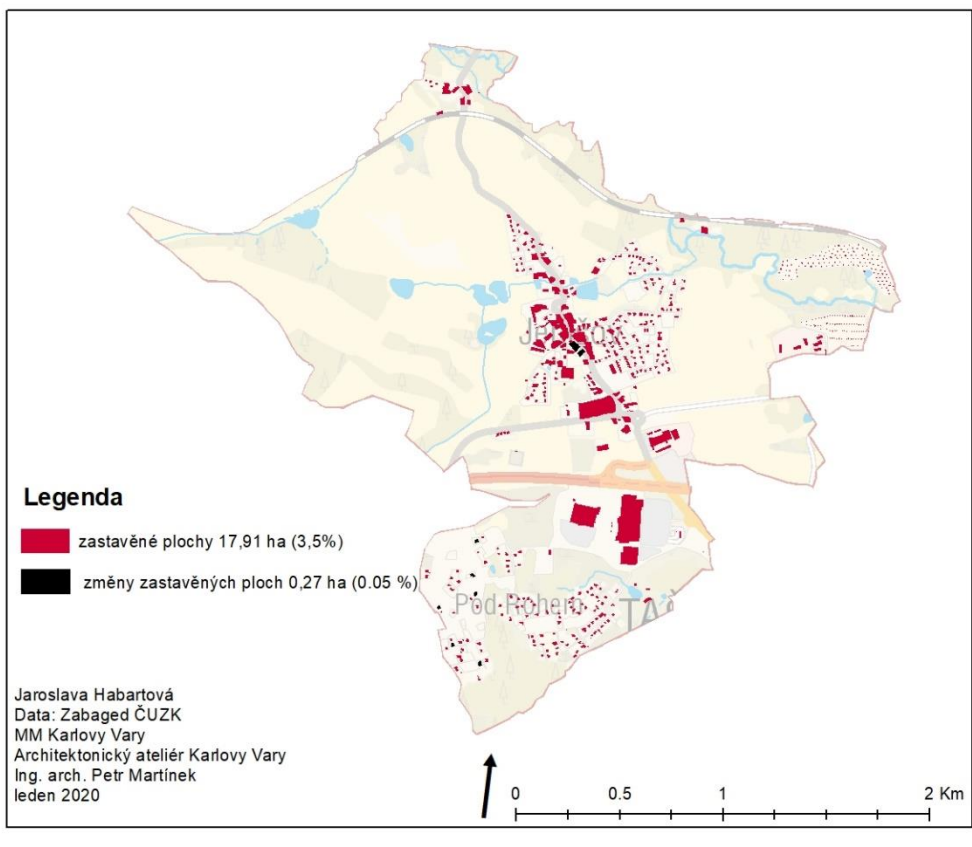 Pod Rohem
Legenda
zastavěné plochy 17,91 ha (3,5%)
změny zastavěných ploch 0,27 ha (0.05 %)
Jaroslava Habartová
Data: Zabaged ČUZK
MM Karlovy Vary
Architektonický ateliér Karlovy Vary
Ing. arch. Petr Martínek
leden 2020
0 0.5 1 2 Km